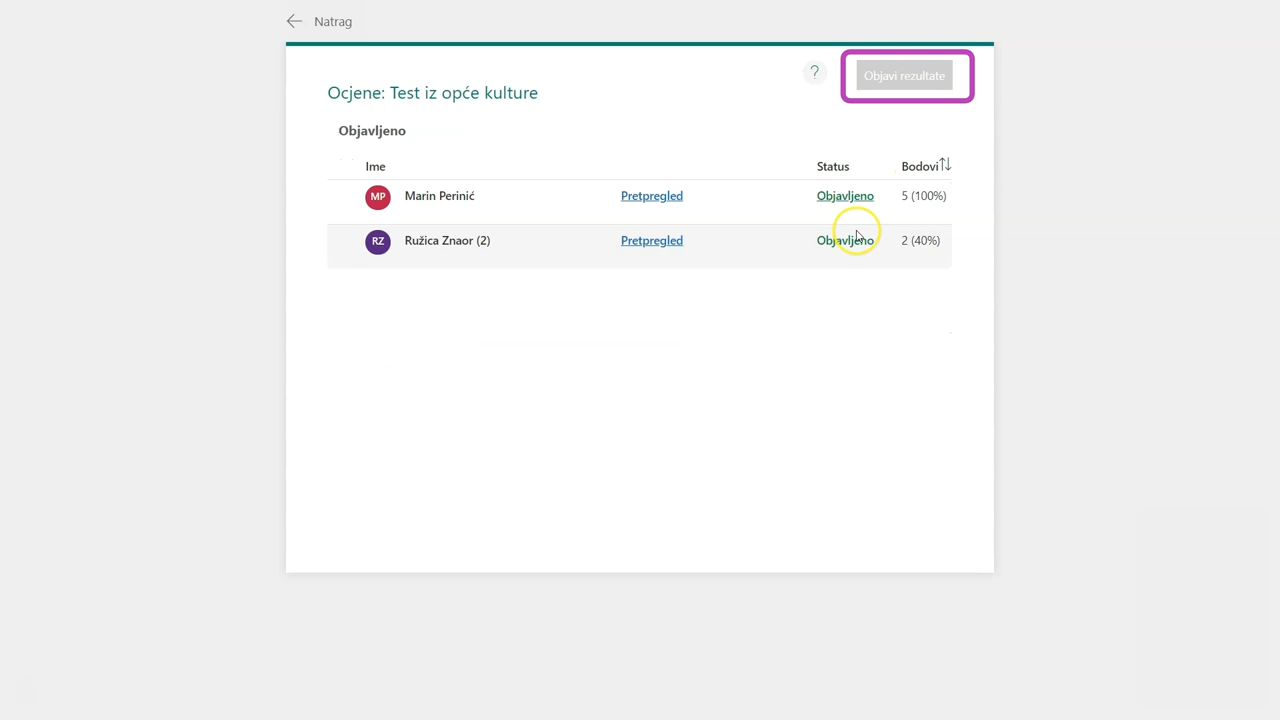 Natrag
? Objavi rezultate
Ocjene: Test iz opće kulture
Objavljeno
Ime Status Bodovi
MP Marin Perinić Pretpregled Objavljeno 5 (100%)
RZ Ružica Znaor (2) Pretpregled Objavljeno 2 (40%)